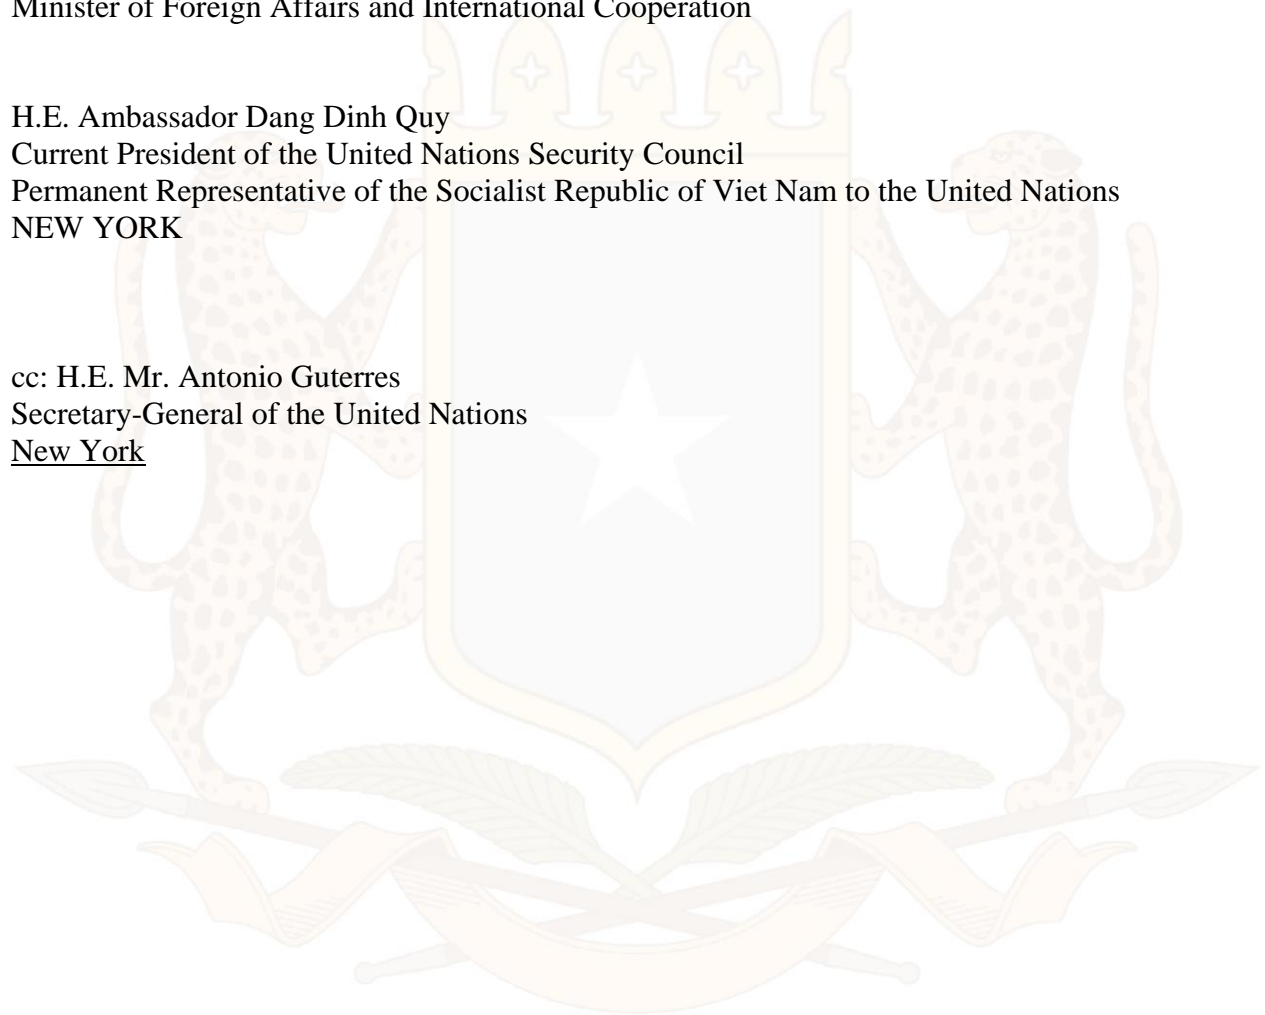 Minister of Foreign Affairs and International Cooperation
H.E. Ambassador Dang Dinh Quy
Current President of the United Nations Security Council
Permanent Representative of the Socialist Republic of Viet Nam to the United Nations
NEW YORK
cc: H.E. Mr. Antonio Guterres
Secretary-General of the United Nations
New York